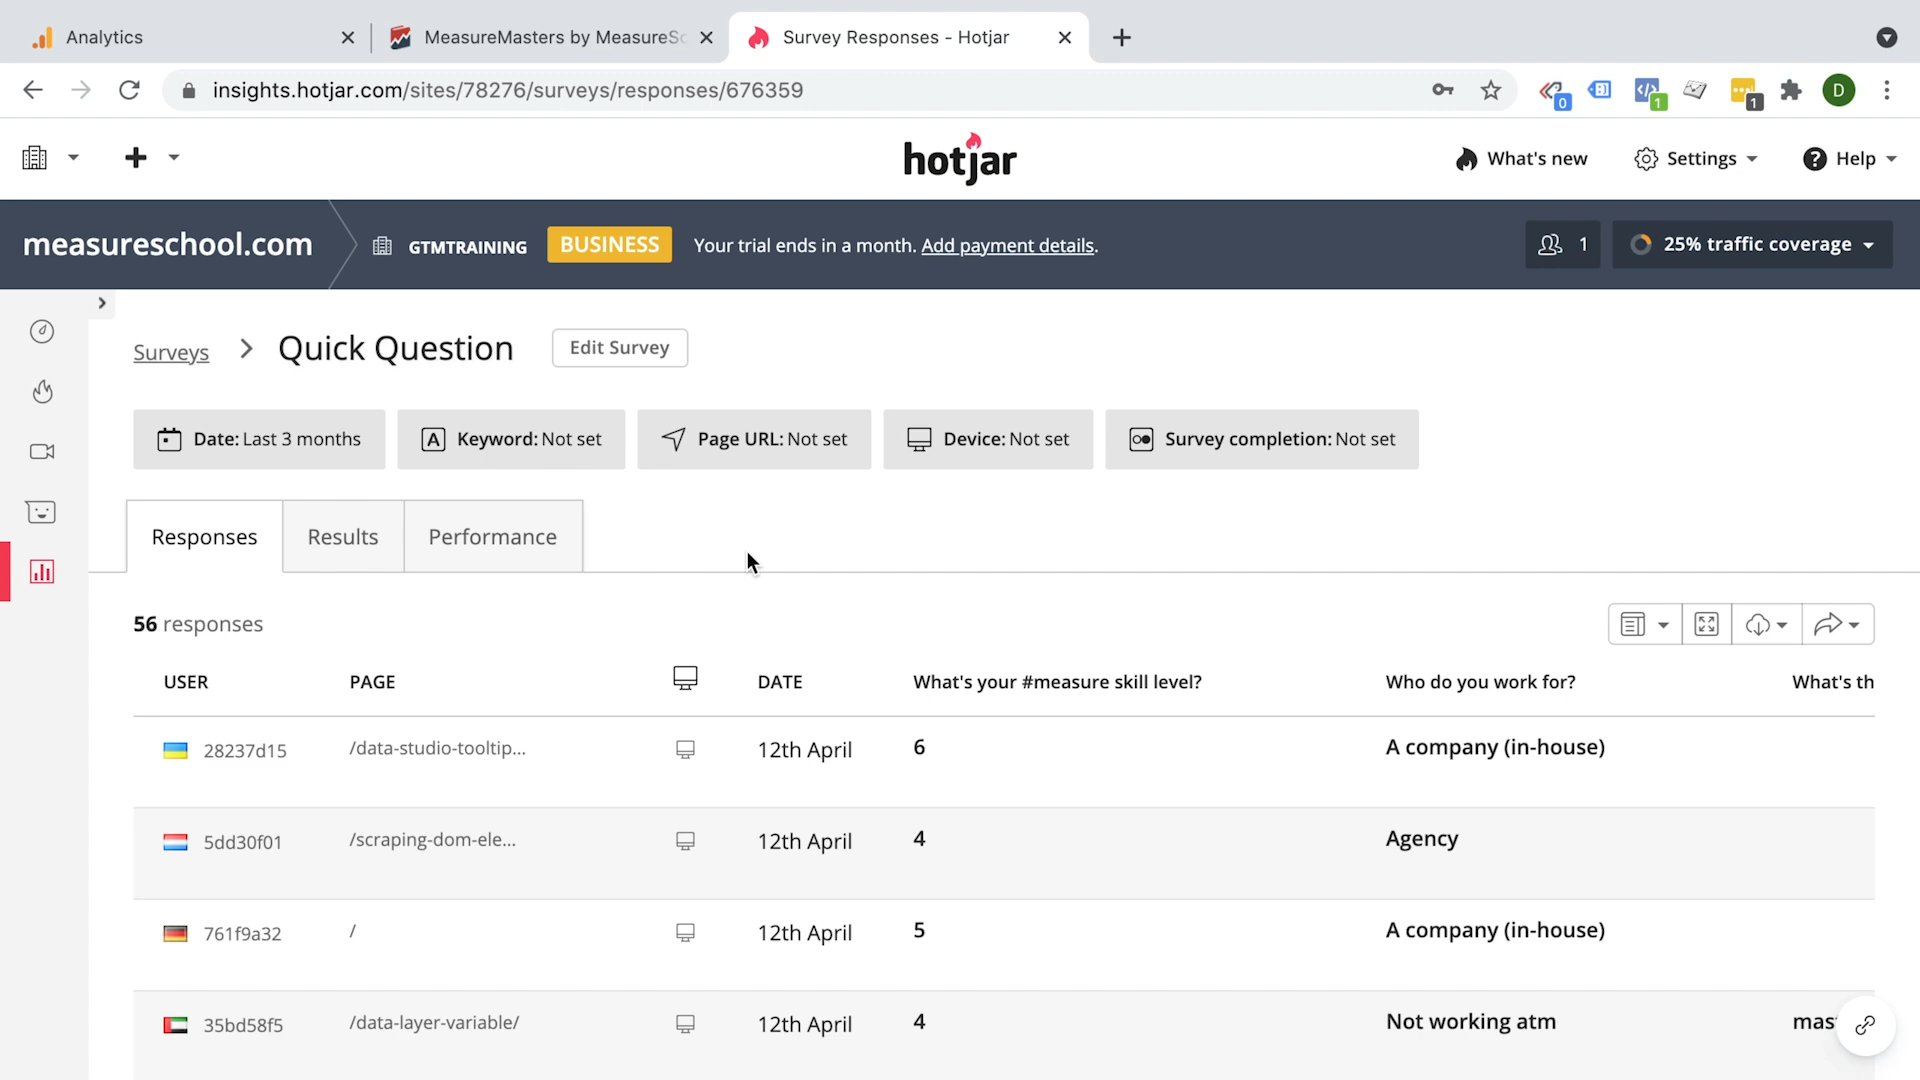 Analytics
MeasureMasters by MeasureSc
Survey Responses - Hotjar
insights.hotjar.com/sites/78276/surveys/responses/676359
0
1
1
D
hotjar
What's new
Settings
Help
measureschool.com
GTMTRAINING
BUSINESS
Your trial ends in a month. Add payment details.
1
25% traffic coverage
Surveys > Quick Question
Edit Survey
Date: Last 3 months
Keyword: Not set
Page URL: Not set
Device: Not set
Survey completion: Not set
Responses
Results
Performance
56 responses
USER PAGE DATE What's your #measure skill level? Who do you work for? What's th
28237d15 /data-studio-tooltip... 12th April 6 A company (in-house)
5dd30f01 /scraping-dom-ele... 12th April 4 Agency
761f9a32 / 12th April 5 A company (in-house)
35bd58f5 /data-layer-variable/ 12th April 4 Not working atm mas